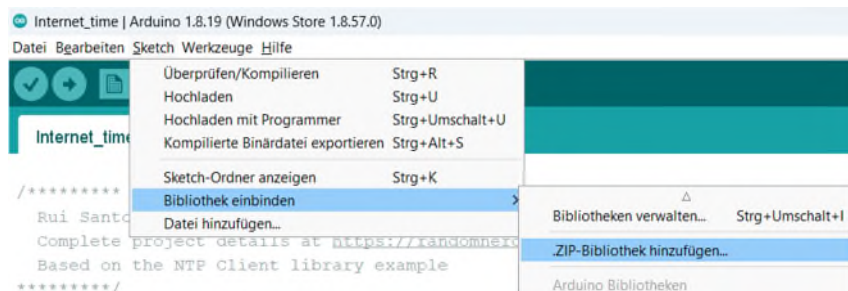 Internet_time | Arduino 1.8.19 (Windows Store 1.8.57.0)
Datei Bearbeiten Sketch Werkzeuge Hilfe
Überprüfen/Kompilieren Strg+R
Hochladen Strg+U
Hochladen mit Programmer Strg+Umschalt+U
Internet_time
Kompilierte Binärdatei exportieren Strg+Alt+S
Sketch-Ordner anzeigen Strg+K
/*********
Bibliothek einbinden
Bibliotheken verwalten... Strg+Umschalt+I
Rui Santo
Datei hinzufügen...
Complete project details at https://randomnerd
.ZIP-Bibliothek hinzufügen...
Based on the NTP Client library example
*********/
Arduino Bibliotheken